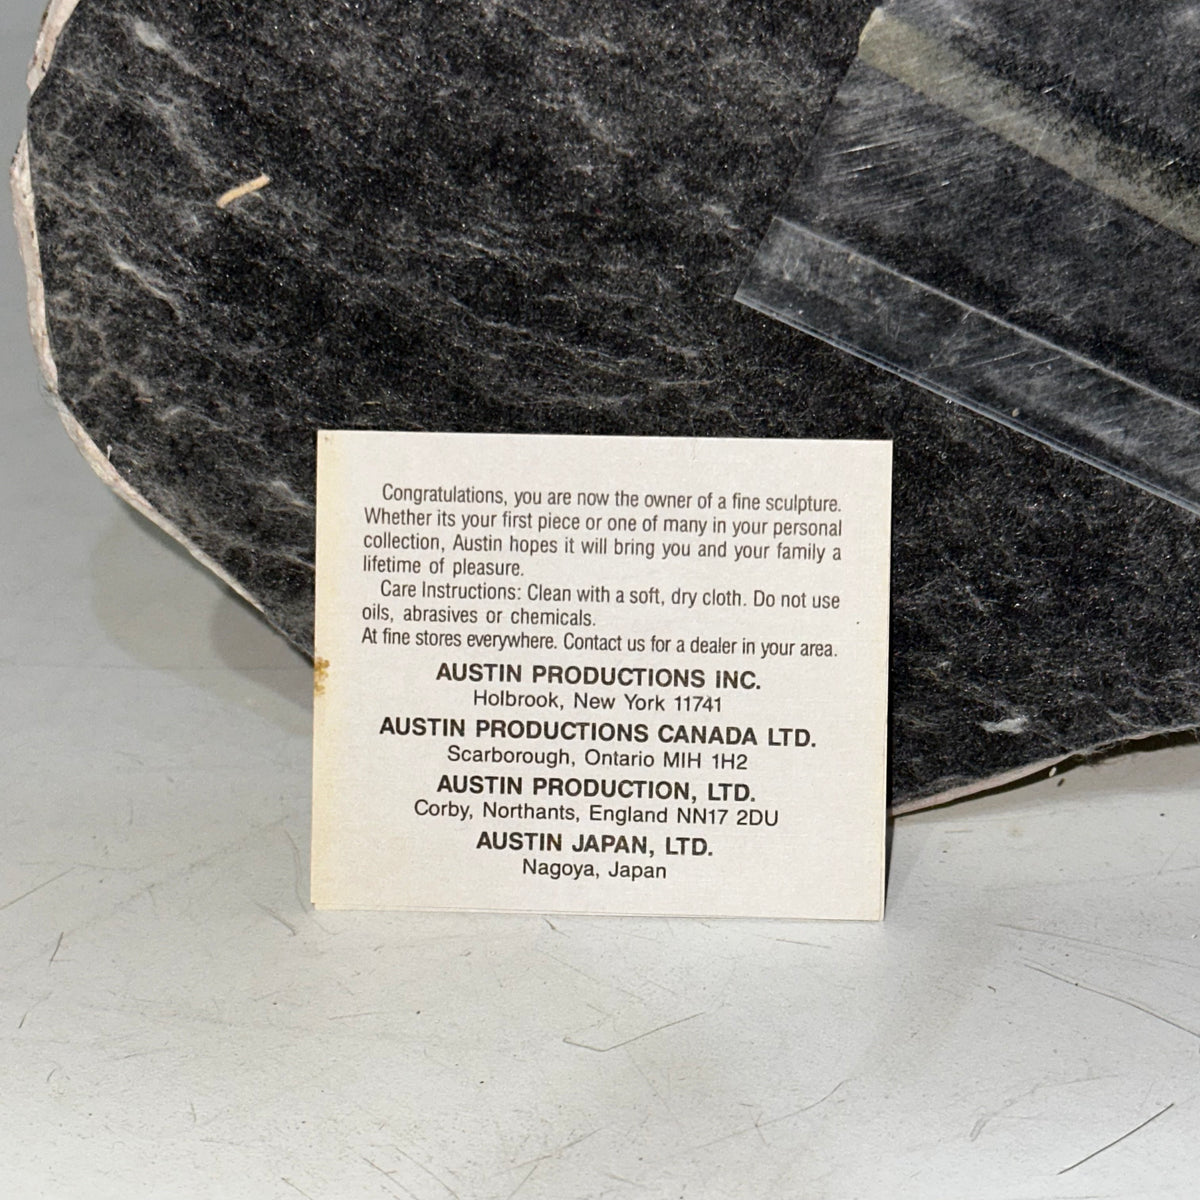 Congratulations, you are now the owner of a fine sculpture.
Whether its your first piece or one of many in your personal
collection, Austin hopes it will bring you and your family a
lifetime of pleasure.
Care Instructions: Clean with a soft, dry cloth. Do not use
oils, abrasives or chemicals.
At fine stores everywhere. Contact us for a dealer in your area.
AUSTIN PRODUCTIONS INC.
Holbrook, New York 11741
AUSTIN PRODUCTIONS CANADA LTD.
Scarborough, Ontario MIH 1H2
AUSTIN PRODUCTION, LTD.
Corby, Northants, England NN17 2DU
AUSTIN JAPAN, LTD.
Nagoya, Japan